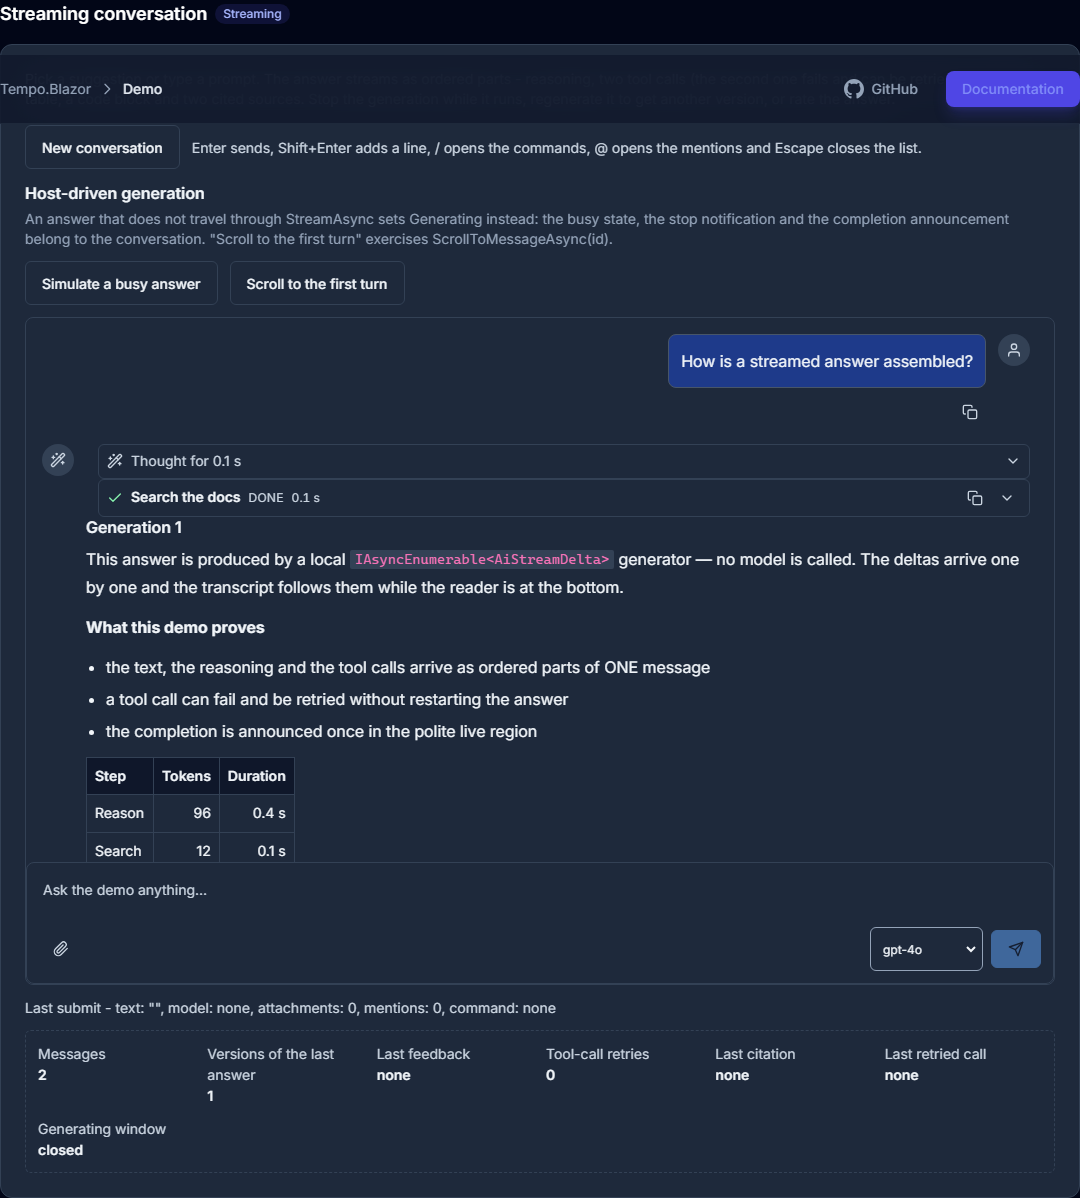 Streaming conversation Streaming
Tempo.Blazor > Demo GitHub Documentation
New conversation Enter sends, Shift+Enter adds a line, / opens the commands, @ opens the mentions and Escape closes the list.
Host-driven generation
An answer that does not travel through StreamAsync sets Generating instead: the busy state, the stop notification and the completion announcement
belong to the conversation. "Scroll to the first turn" exercises ScrollToMessageAsync(id).
Simulate a busy answer Scroll to the first turn
How is a streamed answer assembled?
Thought for 0.1 s
Search the docs DONE 0.1 s
Generation 1
This answer is produced by a local IAsyncEnumerable<AiStreamDelta> generator — no model is called. The deltas arrive one
by one and the transcript follows them while the reader is at the bottom.
What this demo proves
• the text, the reasoning and the tool calls arrive as ordered parts of ONE message
• a tool call can fail and be retried without restarting the answer
• the completion is announced once in the polite live region
Step Tokens Duration
Reason 96 0.4 s
Search 12 0.1 s
Ask the demo anything...
gpt-4o
Last submit - text: "", model: none, attachments: 0, mentions: 0, command: none
Messages
2
Versions of the last
answer
1
Last feedback
none
Tool-call retries
0
Last citation
none
Last retried call
none
Generating window
closed